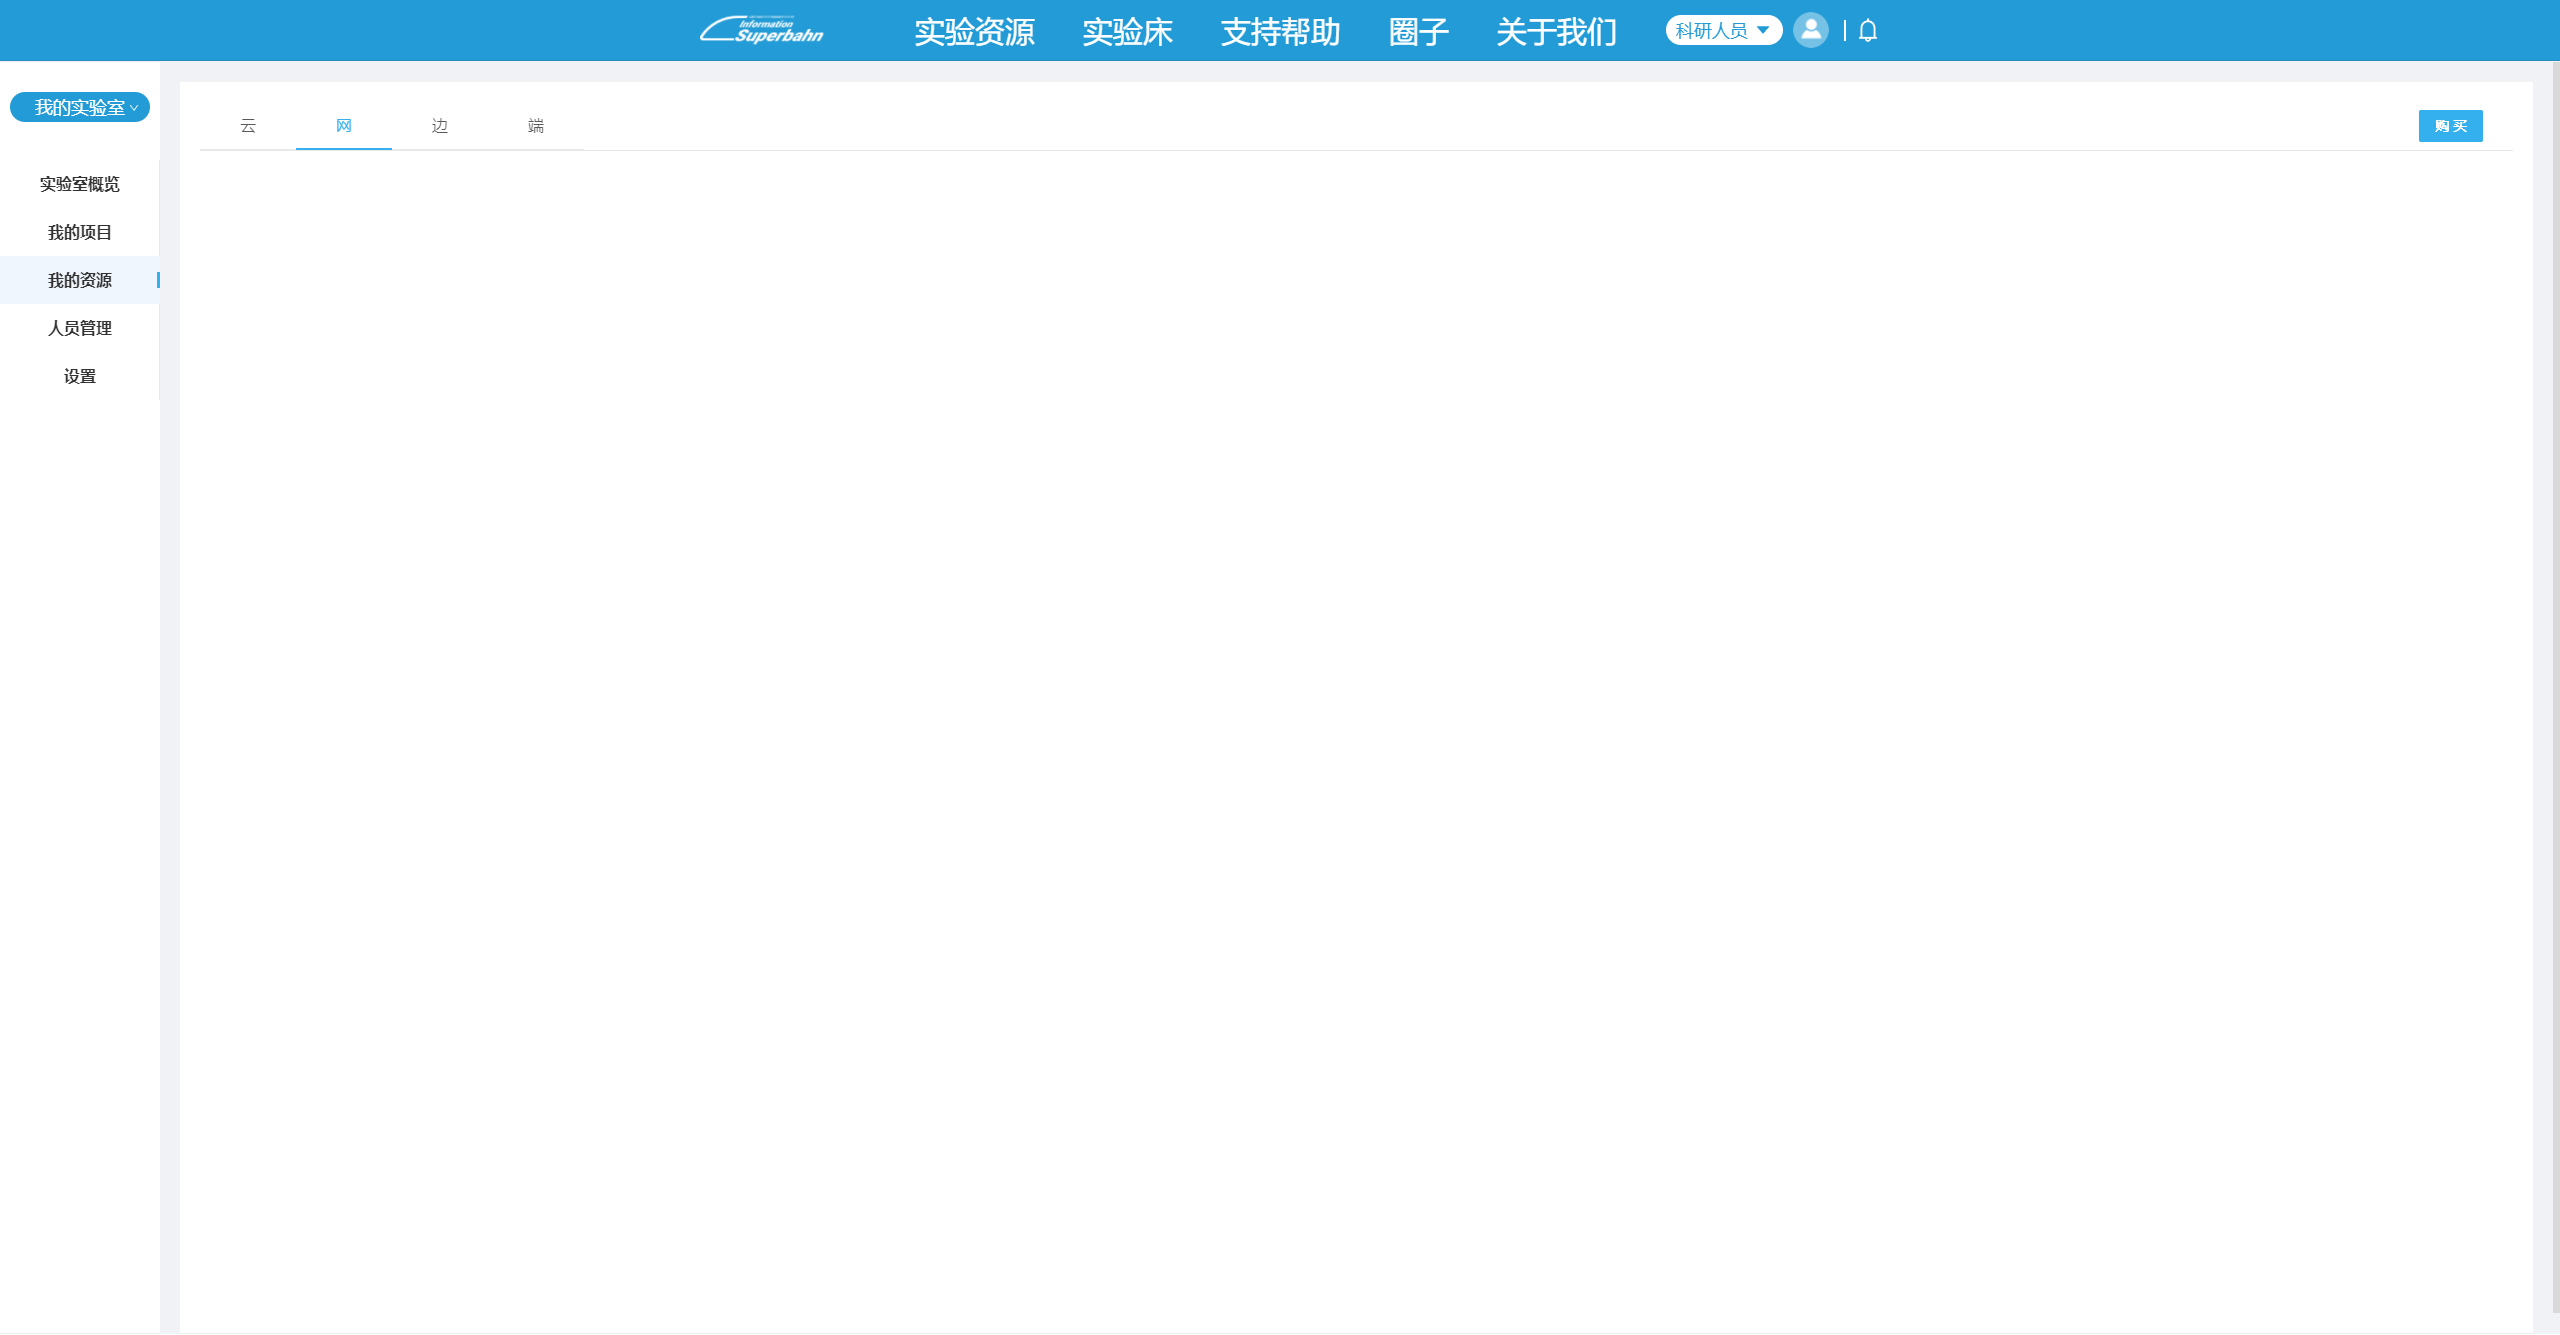 Information
Superbahn
实验资源 实验床 支持帮助 圈子 关于我们 科研人员
我的实验室
实验室概览
我的项目
我的资源
人员管理
设置
云 网 边 端 购买